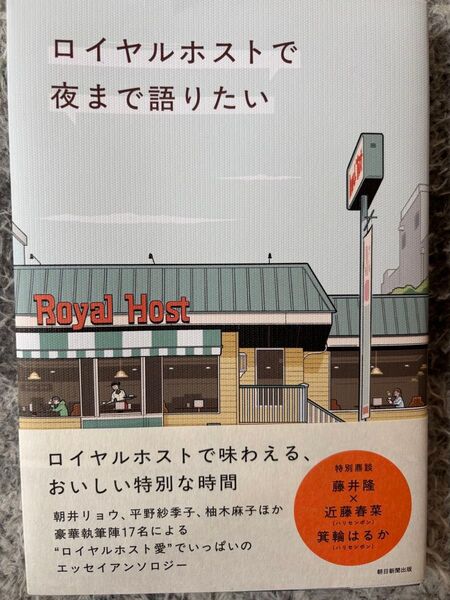 ロイヤルホストで
夜まで語りたい
Royal Host
ロイヤルホストで味わえる、
おいしい特別な時間
朝井リョウ、平野紗季子、柚木麻子ほか
豪華執筆陣17名による
“ロイヤルホスト愛”でいっぱいの
エッセイアンソロジー
特別鼎談
藤井隆
×
近藤春菜
(ハリセンボン)
×
箕輪はるか
(ハリセンボン)
朝日新聞出版